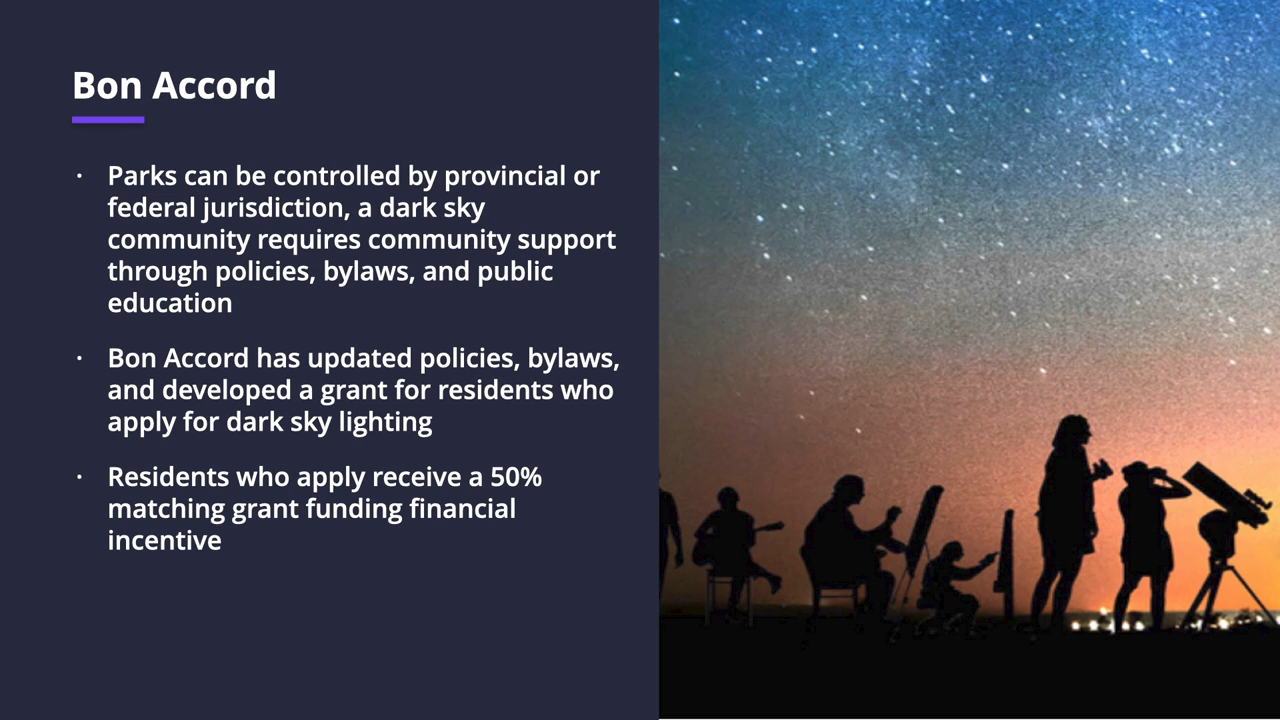 Bon Accord
· Parks can be controlled by provincial or
federal jurisdiction, a dark sky
community requires community support
through policies, bylaws, and public
education
· Bon Accord has updated policies, bylaws,
and developed a grant for residents who
apply for dark sky lighting
· Residents who apply receive a 50%
matching grant funding financial
incentive